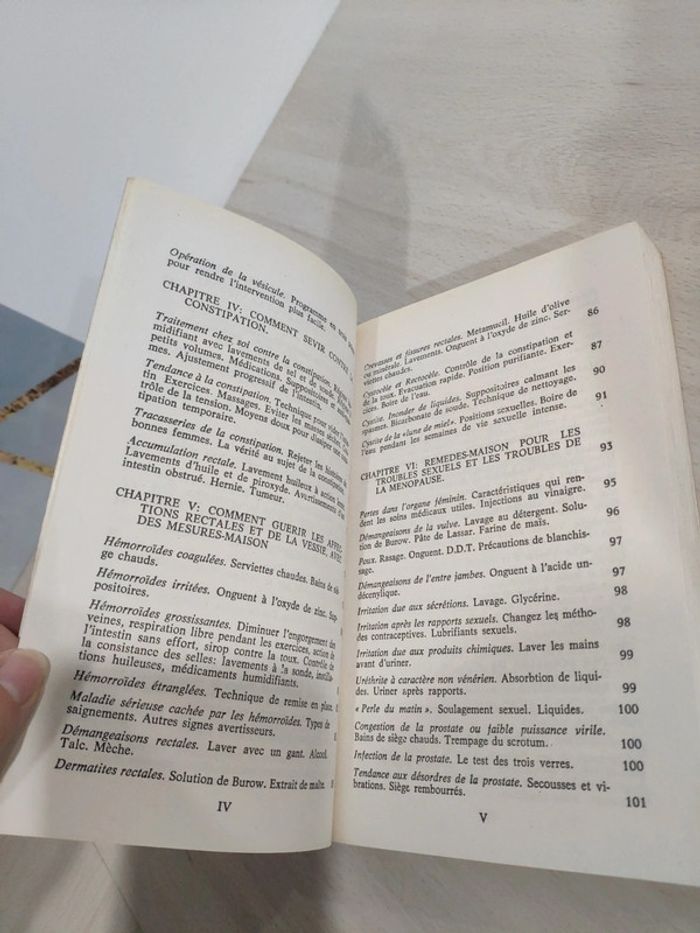 Opération de la vésicule. Programme en
pour rendre l'intervention plus facile.
CHAPITRE IV: COMMENT SEVIR CONTRE LA
CONSTIPATION.
Traitement chez soi contre la constipation.
midifiant avec lavements de sel et de soude.
petits volumes. Médications. Suppositoires et
mes. Ajustement progressif de l'intestin.
Tendance à la constipation. Technique pour vider
tin Exercices. Massages. Eviter les masses sèches.
trôle de la tension. Moyens doux pour dissiper une
tipation temporaire.
Tracasseries de la constipation. Rejeter les histoires de
bonnes femmes. La vérité au sujet de la constipation.
Accumulation rectale. Lavement huileux à action
Lavements d'huile et de piroxyde. Avertissements d'un
intestin obstrué. Hernie. Tumeur.
CHAPITRE V: COMMENT GUERIR LES AFFEC-
TIONS RECTALES ET DE LA VESSIE, AVEC
DES MESURES-MAISON
Hémorroïdes coagulées. Serviettes chaudes. Bains de siè-
ge chauds.
Hémorroïdes irritées. Onguent à l'oxyde de zinc. Sup-
positoires.
Hémorroïdes grossissantes. Diminuer l'engorgement des
veines, respiration libre pendant les exercices, action de
l'intestin sans effort, sirop contre la toux. Contrôle de
la consistance des selles: lavements à la sonde, instilla-
tions huileuses, médicaments humidifiants.
Hémorroïdes étranglées. Technique de remise en place.
Maladie sérieuse cachée par les hémorroïdes. Types de
saignements. Autres signes avertisseurs.
Démangeaisons rectales. Laver avec un gant. Alcool.
Talc. Mèche.
Dermatites rectales. Solution de Burow. Extrait de malte.
IV
Crevasses et fissures rectales. Metamucil. Huile d'olive
ou minérale. Lavements. Onguent à l'oxyde de zinc. Ser-
viettes chaudes. 86
Cystocèle et Rectocèle. Contrôle de la constipation et
de la toux. Evacuation rapide. Position purifiante. Exer-
cices. Boire de l'eau. 87
Cystite. Inonder de liquides. Suppositoires calmant les
spasmes. Bicarbonate de soude. Technique de nettoyage. 90
Cystite de la «lune de miel». Positions sexuelles. Boire de
l'eau pendant les semaines de vie sexuelle intense. 91
CHAPITRE VI: REMEDES-MAISON POUR LES
TROUBLES SEXUELS ET LES TROUBLES DE
LA MENOPAUSE. 93
Pertes dans l'organe féminin. Caractéristiques qui ren-
dent les soins médicaux utiles. Injections au vinaigre. 95
Démangeaisons de la vulve. Lavage au détergent. Solu-
tion de Burow. Pâte de Lassar. Farine de maïs. 96
Poux. Rasage. Onguent. D.D.T. Précautions de blanchis-
sage. 97
Démangeaisons de l'entre jambes. Onguent à l'acide un-
décenylique. 97
Irritation due aux sécrétions. Lavage. Glycérine. 98
Irritation après les rapports sexuels. Changez les métho-
des contraceptives. Lubrifiants sexuels. 98
Irritation due aux produits chimiques. Laver les mains
avant d'uriner. 99
Uréthrite à caractère non vénérien. Absorbtion de liqui-
des. Uriner après rapports. 99
«Perle du matin». Soulagement sexuel. Liquides. 100
Congestion de la prostate ou faible puissance virile.
Bains de siège chauds. Trempage du scrotum. 100
Infection de la prostate. Le test des trois verres. 100
Tendance aux désordres de la prostate. Secousses et vi-
brations. Siège rembourrés. 101
V